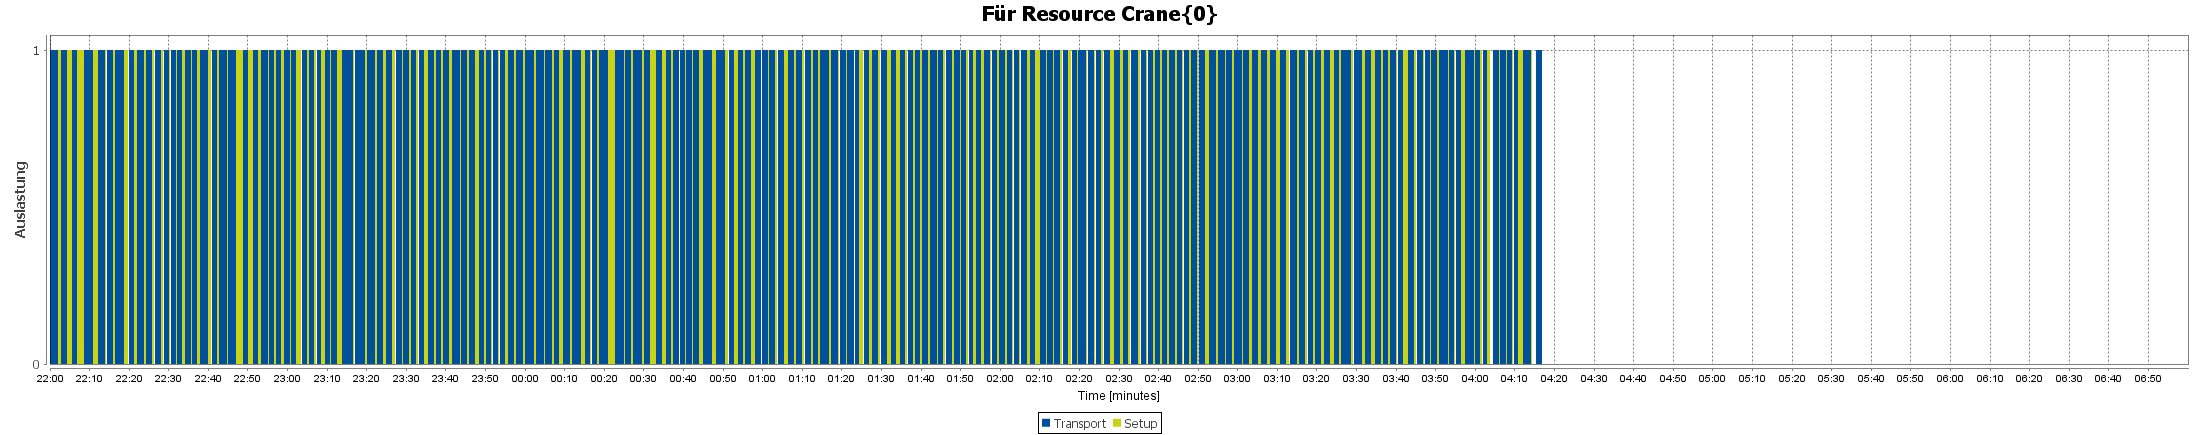 Für Resource Crane{0}
Auslastung
1
0
22:00 22:10 22:20 22:30 22:40 22:50 23:00 23:10 23:20 23:30 23:40 23:50 00:00 00:10 00:20 00:30 00:40 00:50 01:00 01:10 01:20 01:30 01:40 01:50 02:00 02:10 02:20 02:30 02:40 02:50 03:00 03:10 03:20 03:30 03:40 03:50 04:00 04:10 04:20 04:30 04:40 04:50 05:00 05:10 05:20 05:30 05:40 05:50 06:00 06:10 06:20 06:30 06:40 06:50
Time [minutes]
Transport Setup